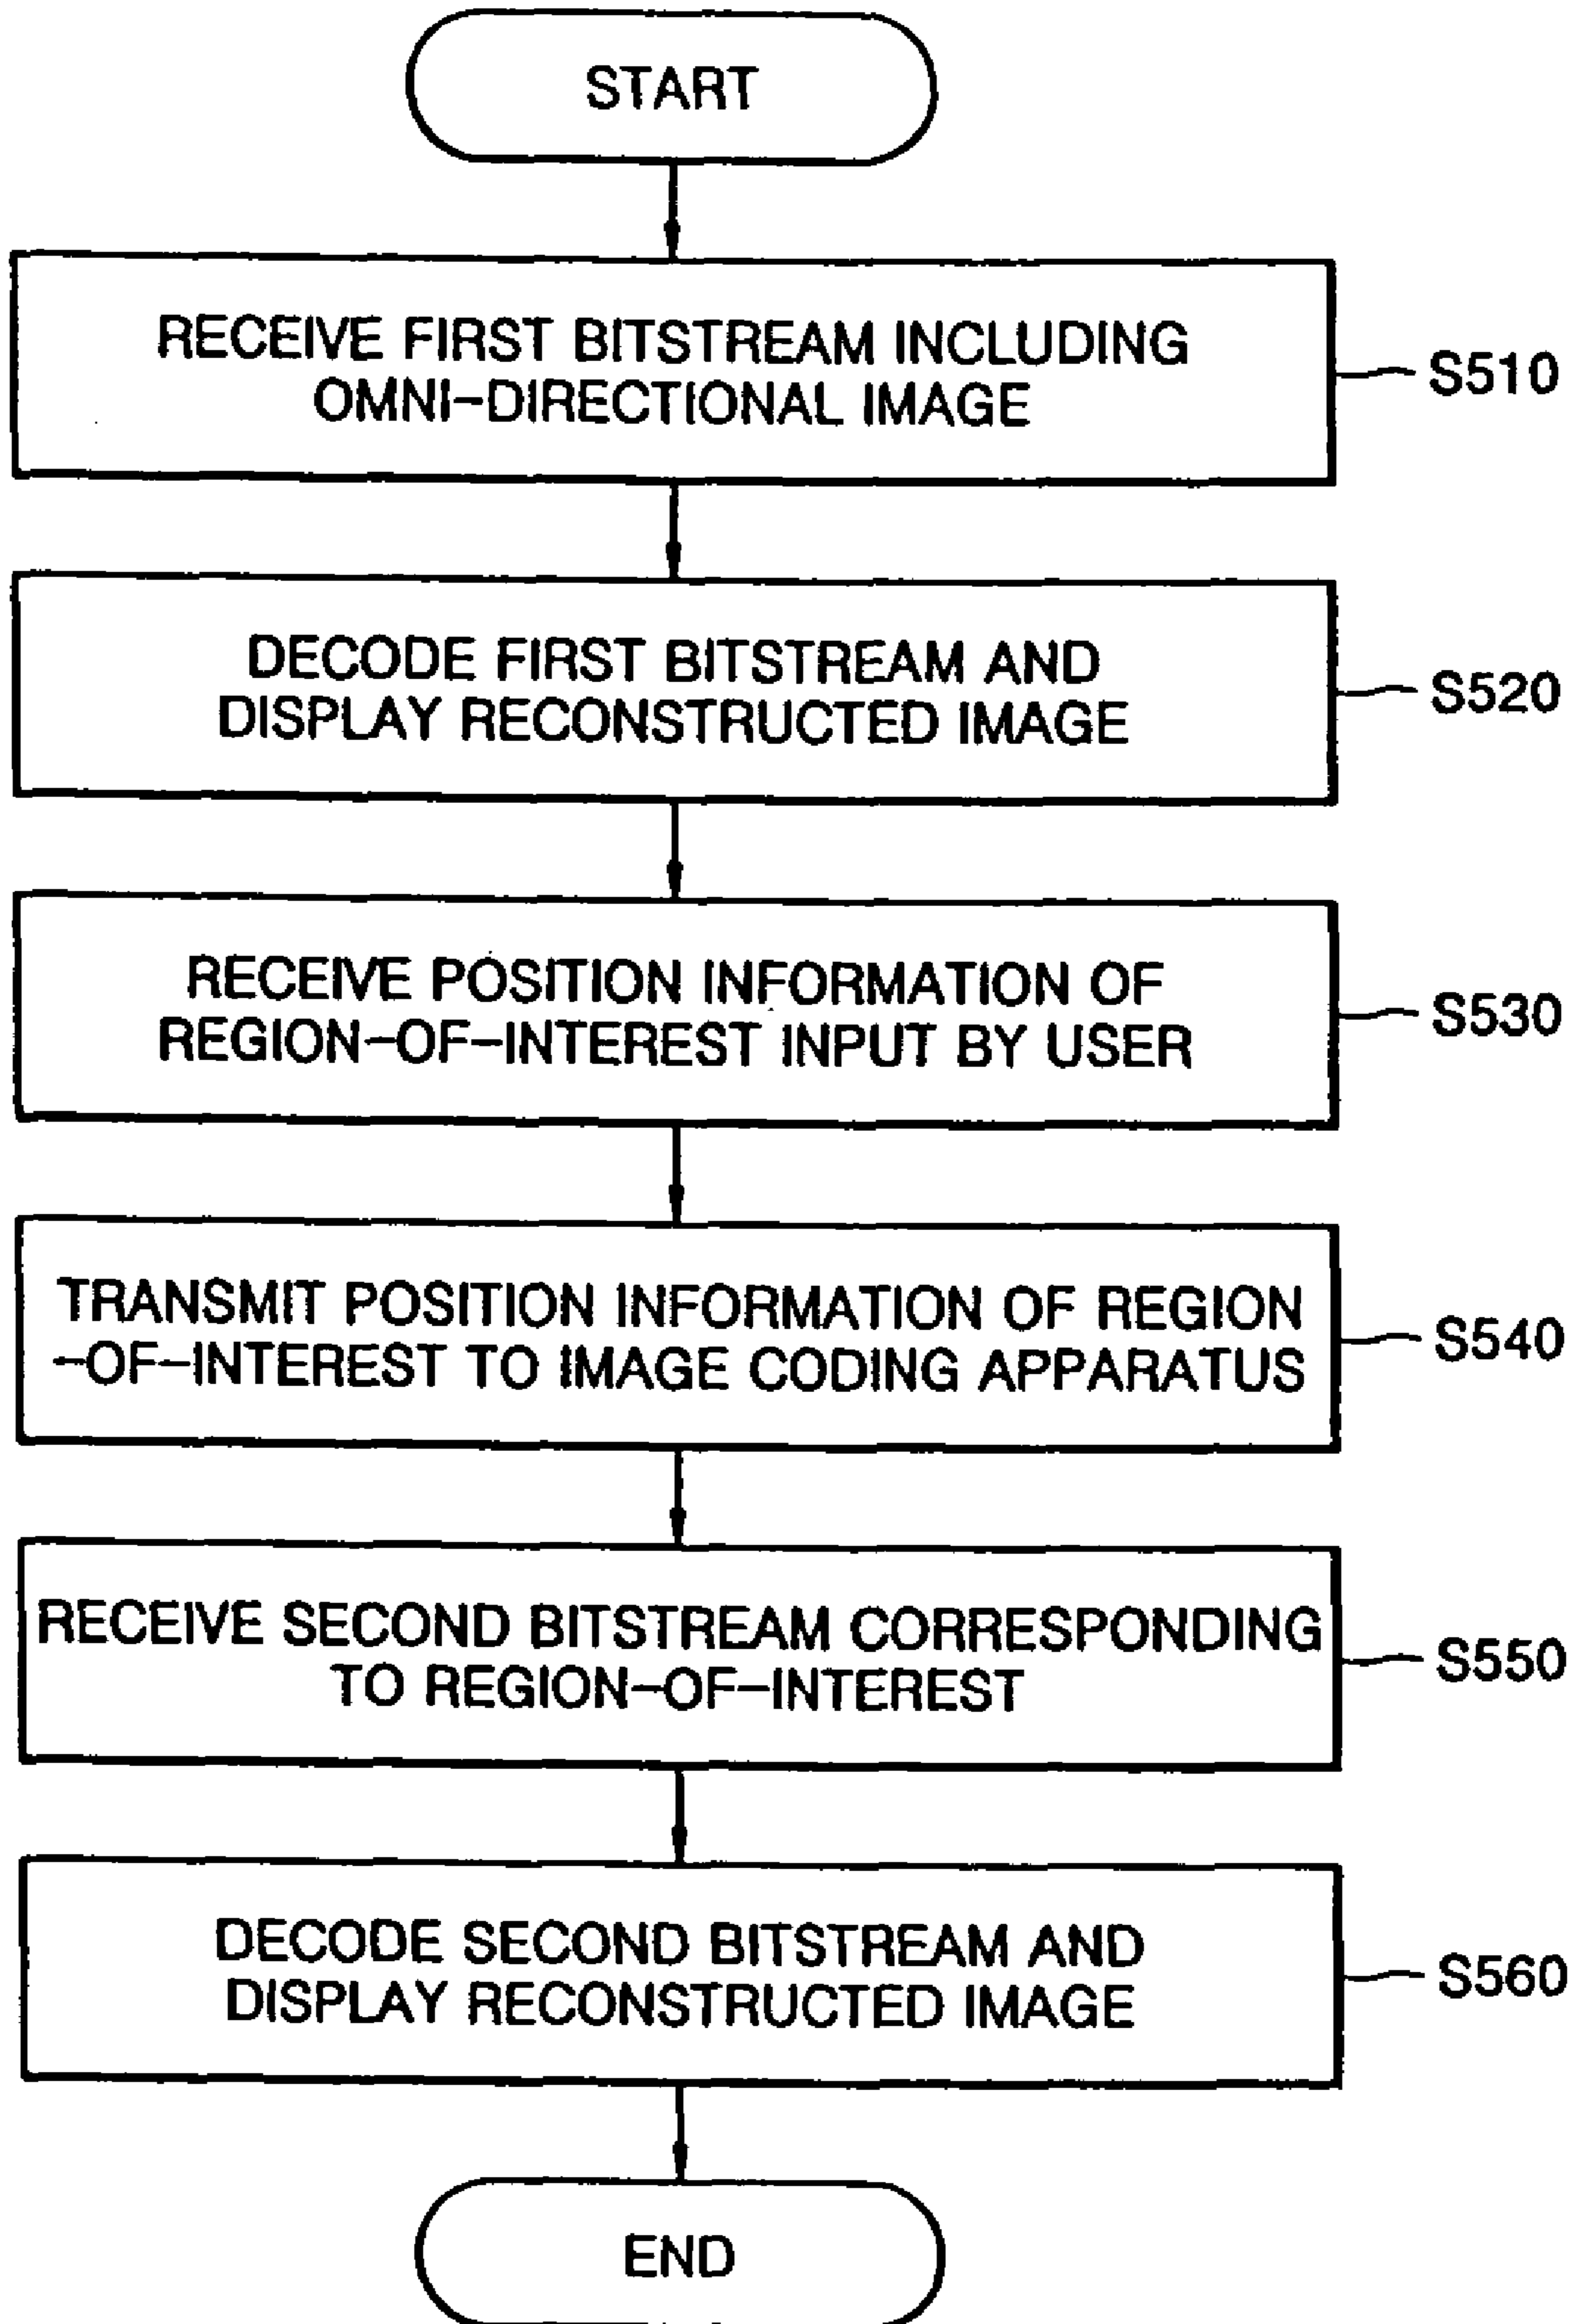 START
RECEIVE FIRST BITSTREAM INCLUDING
OMNI-DIRECTIONAL IMAGE
S510
DECODE FIRST BITSTREAM AND
DISPLAY RECONSTRUCTED IMAGE
S520
RECEIVE POSITION INFORMATION OF
REGION-OF-INTEREST INPUT BY USER
S530
TRANSMIT POSITION INFORMATION OF REGION
-OF-INTEREST TO IMAGE CODING APPARATUS
S540
RECEIVE SECOND BITSTREAM CORRESPONDING
TO REGION-OF-INTEREST
S550
DECODE SECOND BITSTREAM AND
DISPLAY RECONSTRUCTED IMAGE
S560
END